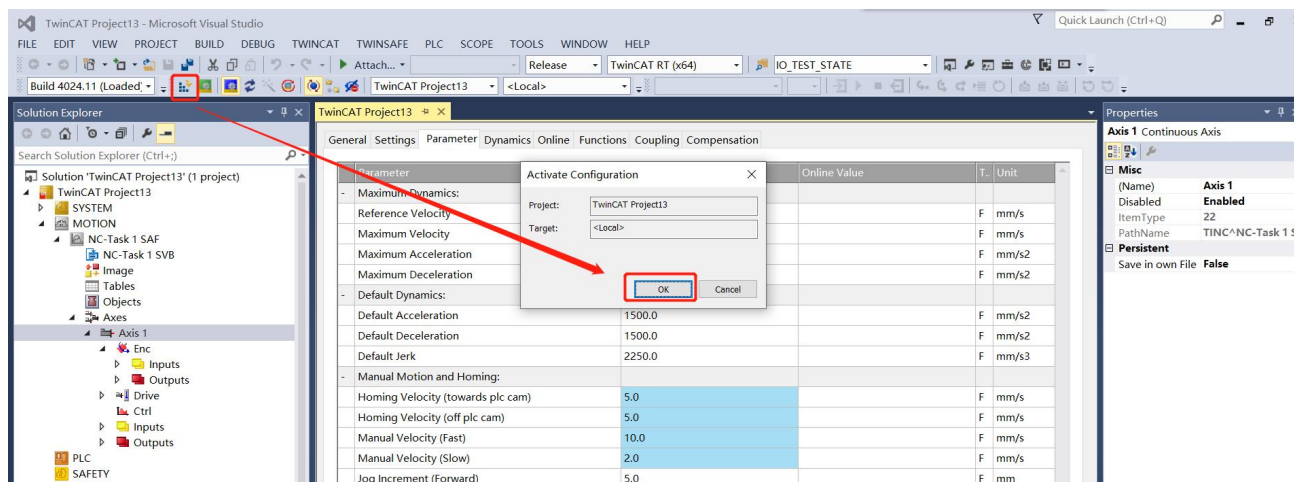 TwinCAT Project13 - Microsoft Visual Studio
Quick Launch (Ctrl+Q)
FILE EDIT VIEW PROJECT BUILD DEBUG TWINCAT TWINSAFE PLC SCOPE TOOLS WINDOW HELP
Attach... Release TwinCAT RT (x64) IO_TEST_STATE
Build 4024.11 (Loaded) TwinCAT Project13 <Local>
Solution Explorer
Search Solution Explorer (Ctrl+;)
Solution 'TwinCAT Project13' (1 project)
TwinCAT Project13
SYSTEM
MOTION
NC-Task 1 SAF
NC-Task 1 SVB
Image
Tables
Objects
Axes
Axis 1
Enc
Inputs
Outputs
Drive
Ctrl
Inputs
Outputs
PLC
SAFETY
TwinCAT Project13
General Settings Parameter Dynamics Online Functions Coupling Compensation
Parameter Online Value T.. Unit
- Maximum Dynamics:
Reference Velocity F mm/s
Maximum Velocity F mm/s
Maximum Acceleration F mm/s2
Maximum Deceleration F mm/s2
- Default Dynamics:
Default Acceleration 1500.0 F mm/s2
Default Deceleration 1500.0 F mm/s2
Default Jerk 2250.0 F mm/s3
- Manual Motion and Homing:
Homing Velocity (towards plc cam) 5.0 F mm/s
Homing Velocity (off plc cam) 5.0 F mm/s
Manual Velocity (Fast) 10.0 F mm/s
Manual Velocity (Slow) 2.0 F mm/s
Jog Increment (Forward) 5.0 F mm
Activate Configuration
Project: TwinCAT Project13
Target: <Local>
OK Cancel
Properties
Axis 1 Continuous Axis
Misc
(Name) Axis 1
Disabled Enabled
ItemType 22
PathName TINC^NC-Task 1 S
Persistent
Save in own File False